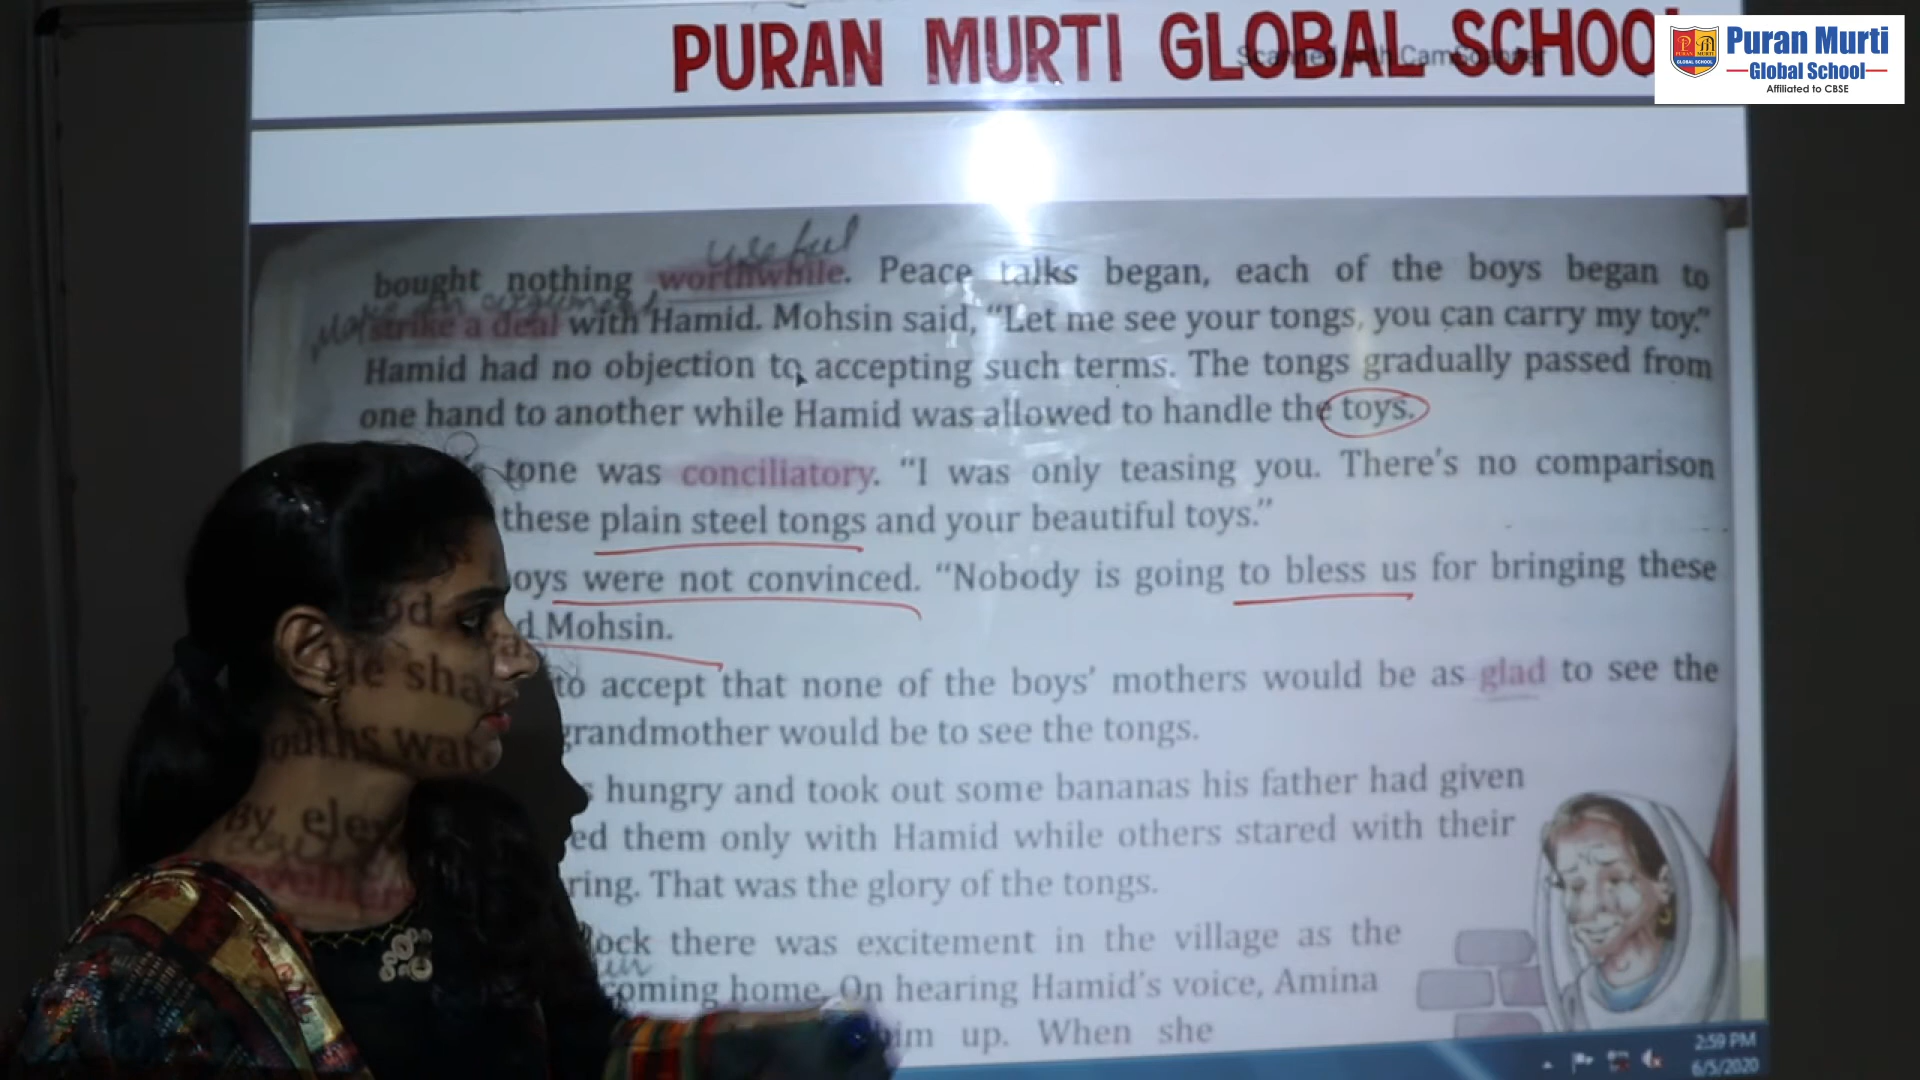 PURAN MURTI GLOBAL SCHOOL
Scanned with CamScanner
Puran Murti
Global School
Affiliated to CBSE
useful
bought nothing worthwhile. Peace talks began, each of the boys began to
strike a deal with Hamid. Mohsin said, “Let me see your tongs, you can carry my toy.”
Hamid had no objection to accepting such terms. The tongs gradually passed from
one hand to another while Hamid was allowed to handle the toys.
tone was conciliatory. “I was only teasing you. There's no comparison
these plain steel tongs and your beautiful toys.”
oys were not convinced. “Nobody is going to bless us for bringing these
d Mohsin.
to accept that none of the boys' mothers would be as glad to see the
grandmother would be to see the tongs.
s hungry and took out some bananas his father had given
ed them only with Hamid while others stared with their
ouths wat ring. That was the glory of the tongs.
By ele lock there was excitement in the village as the
coming home. On hearing Hamid's voice, Amina
him up. When she
2:59 PM
6/5/2020